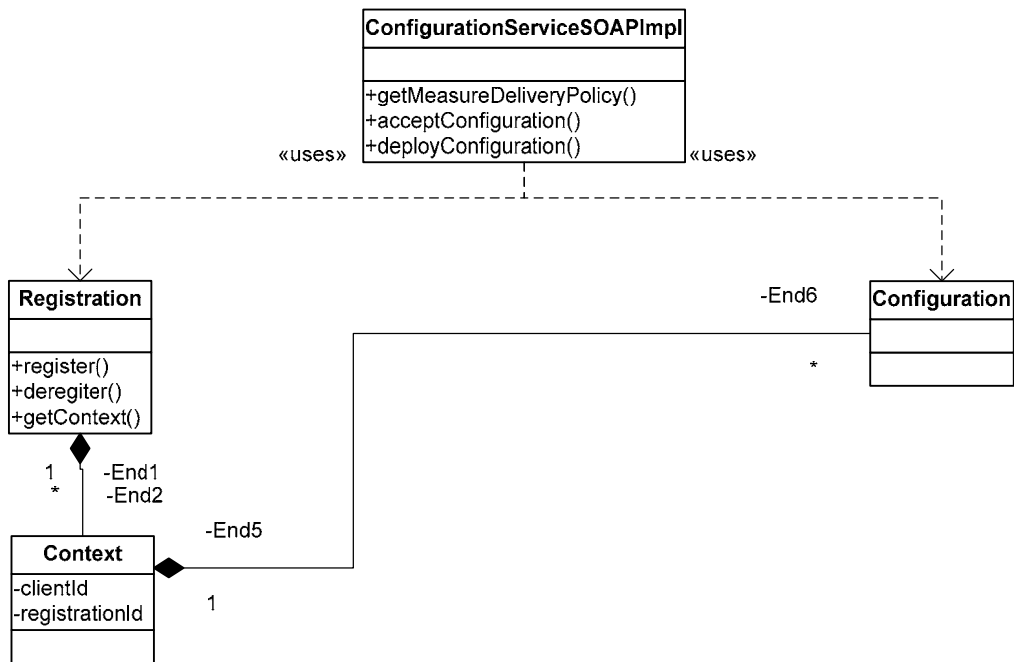 ConfigurationServiceSOAPImpl
+getMeasureDeliveryPolicy()
+acceptConfiguration()
+deployConfiguration()
«uses»
«uses»
Registration
+register()
+deregiter()
+getContext()
-End6
Configuration
*
1
-End1
*
-End2
-End5
Context
-clientId
-registrationId
1